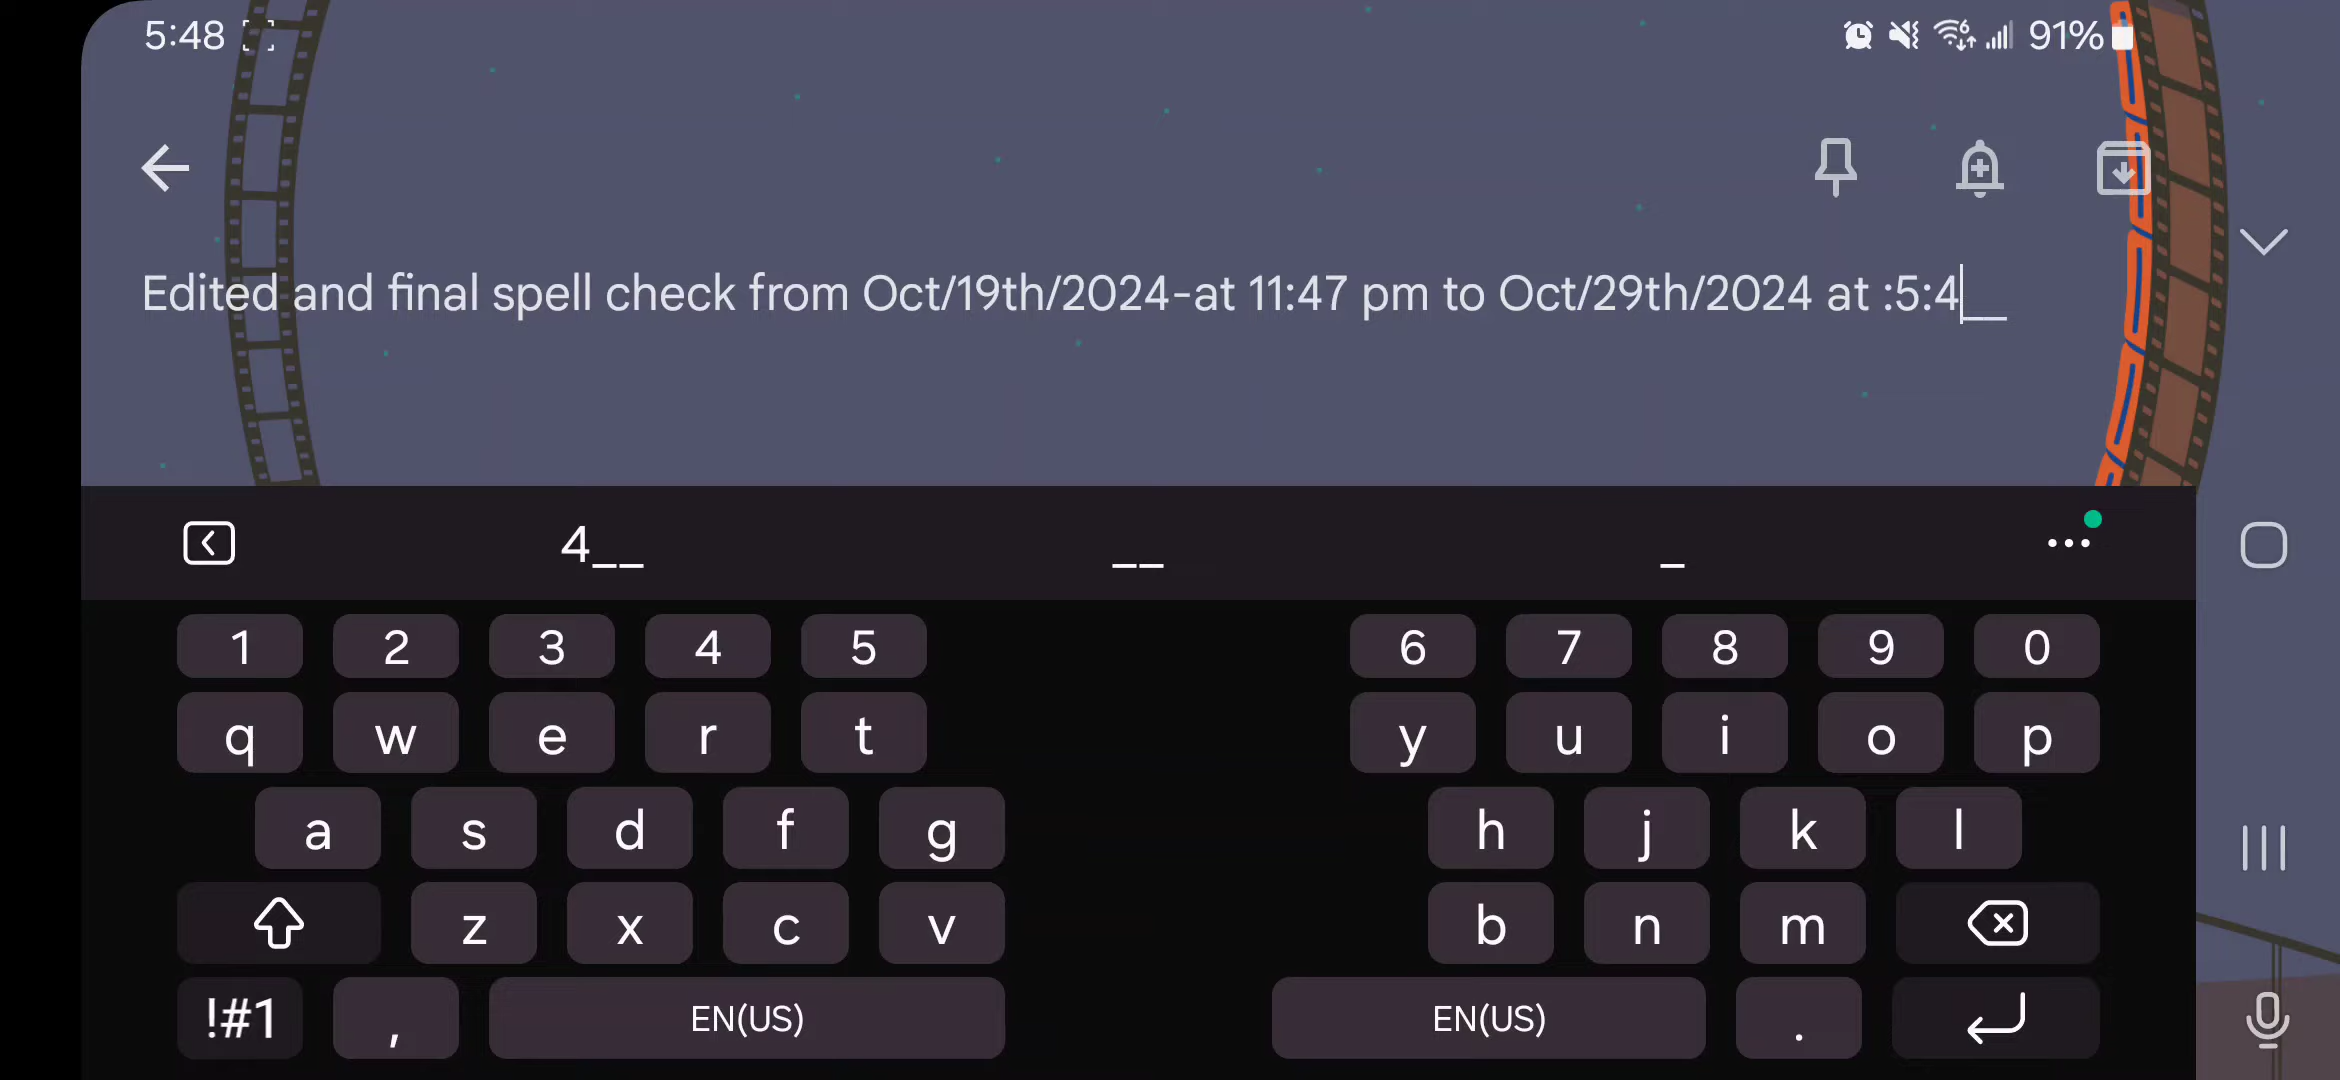 5:48
6 91%
Edited and final spell check from Oct/19th/2024-at 11:47 pm to Oct/29th/2024 at :5:4__
4__ __ _
1 2 3 4 5 6 7 8 9 0
q w e r t y u i o p
a s d f g h j k l
z x c v b n m
!#1 , EN(US) EN(US) .